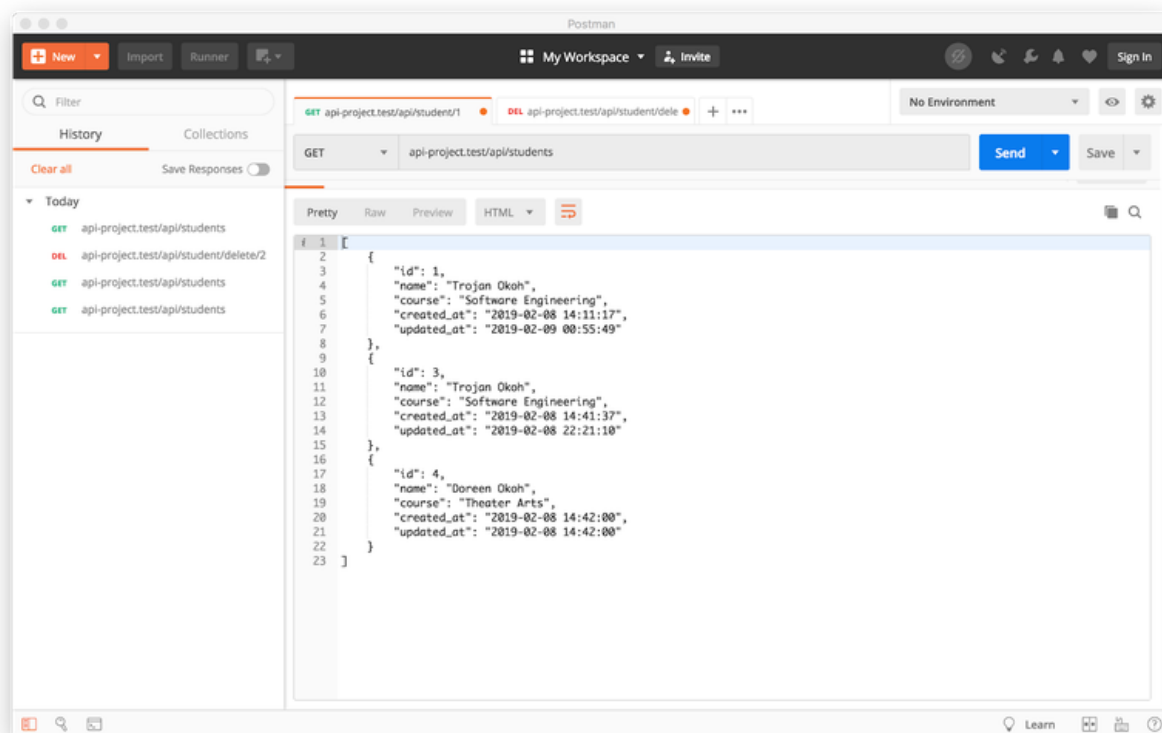 Postman
New Import Runner My Workspace Invite Sign In
Filter
History Collections
Clear all Save Responses
Today
GET api-project.test/api/students
DEL api-project.test/api/student/delete/2
GET api-project.test/api/students
GET api-project.test/api/students
GET api-project.test/api/student/1 DEL api-project.test/api/student/dele + ••• No Environment
GET api-project.test/api/students Send Save
Pretty Raw Preview HTML
i 1 [
2 {
3 "id": 1,
4 "name": "Trojan Okoh",
5 "course": "Software Engineering",
6 "created_at": "2019-02-08 14:11:17",
7 "updated_at": "2019-02-09 00:55:49"
8 },
9 {
10 "id": 3,
11 "name": "Trojan Okoh",
12 "course": "Software Engineering",
13 "created_at": "2019-02-08 14:41:37",
14 "updated_at": "2019-02-08 22:21:10"
15 },
16 {
17 "id": 4,
18 "name": "Doreen Okoh",
19 "course": "Theater Arts",
20 "created_at": "2019-02-08 14:42:00",
21 "updated_at": "2019-02-08 14:42:00"
22 }
23 ]
Learn